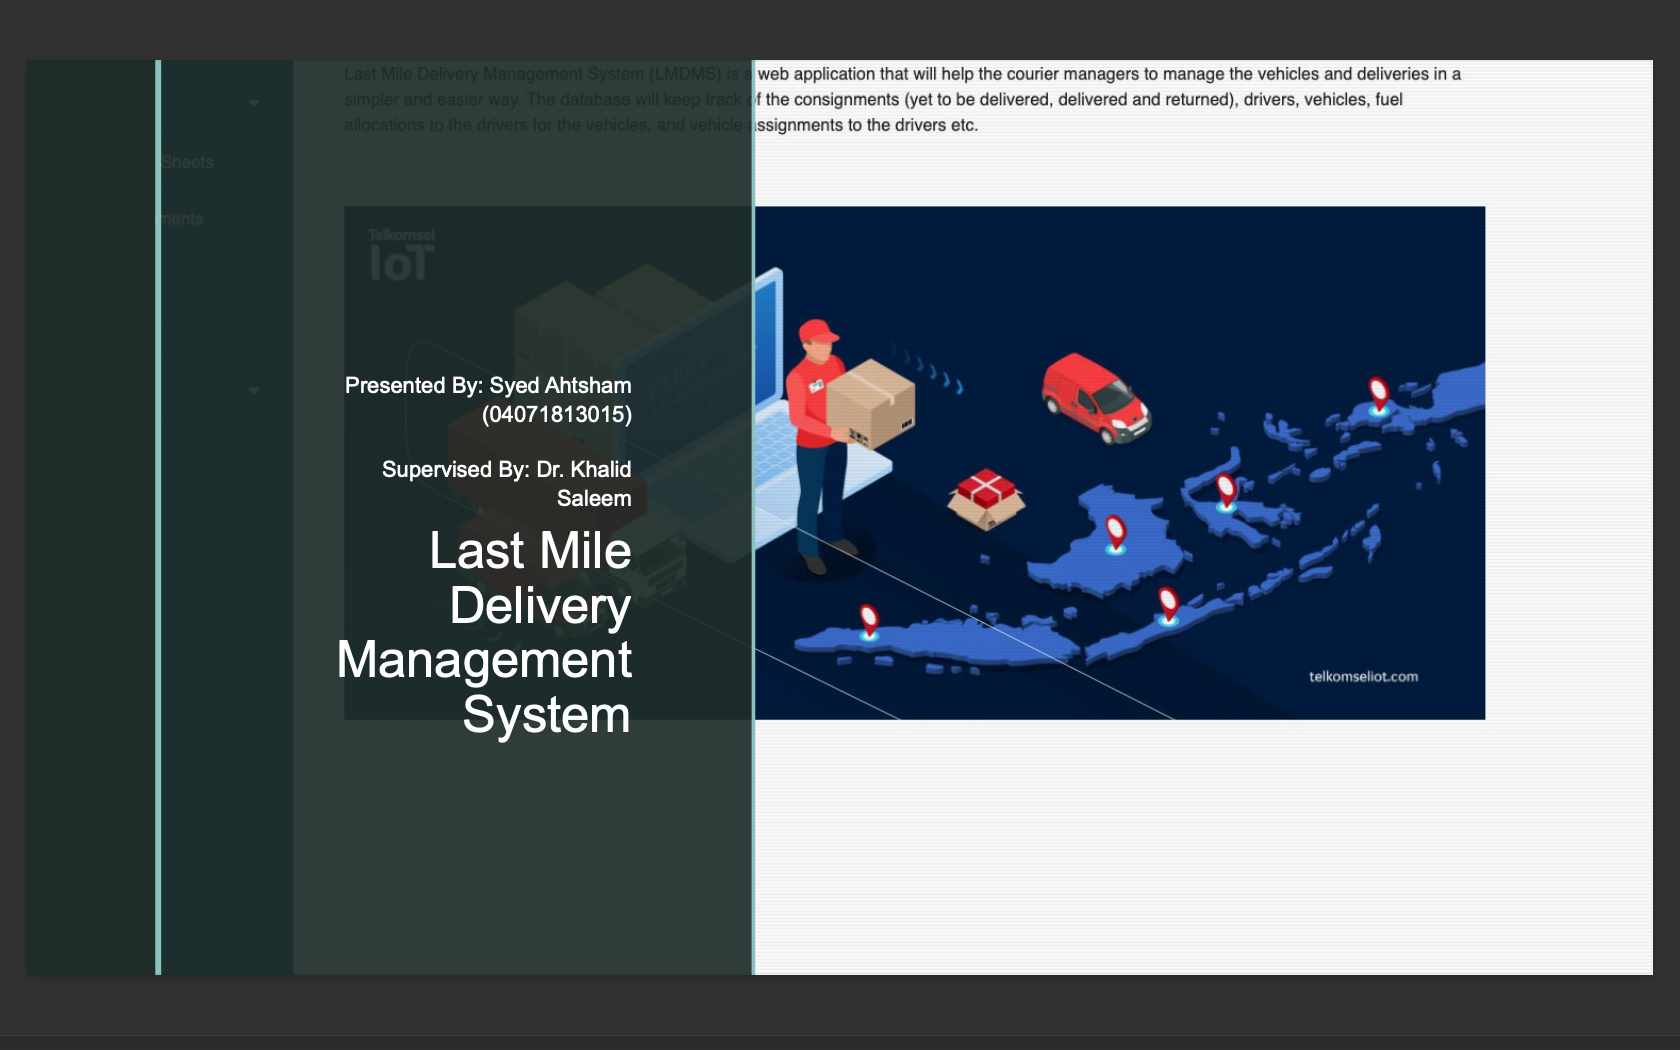 Last Mile Delivery Management System (LMDMS) is a web application that will help the courier managers to manage the vehicles and deliveries in a
simpler and easier way. The database will keep track of the consignments (yet to be delivered, delivered and returned), drivers, vehicles, fuel
allocations to the drivers for the vehicles, and vehicle assignments to the drivers etc.
Sheets
ments
Telkomsel
IoT
Presented By: Syed Ahtsham
(04071813015)
Supervised By: Dr. Khalid
Saleem
Last Mile
Delivery
Management
System
telkomseliot.com